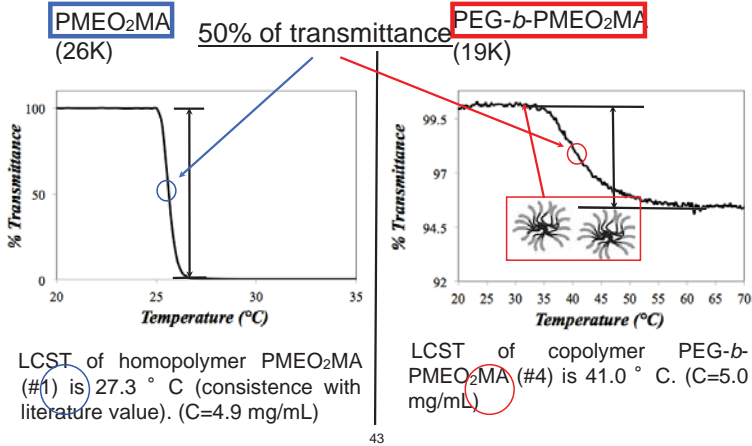 PMEO2MA
(26K)
50% of transmittance
PEG-b-PMEO2MA
(19K)
100
50
0
% Transmittance
20
25
30
35
Temperature (°C)
99.5
97
94.5
92
% Transmittance
20 25 30 35 40 45 50 55 60 65 70
Temperature (°C)
LCST of homopolymer PMEO2MA
(#1) is 27.3 ° C (consistence with
literature value). (C=4.9 mg/mL)
LCST of copolymer PEG-b-
PMEO2MA (#4) is 41.0 ° C. (C=5.0
mg/mL)
43